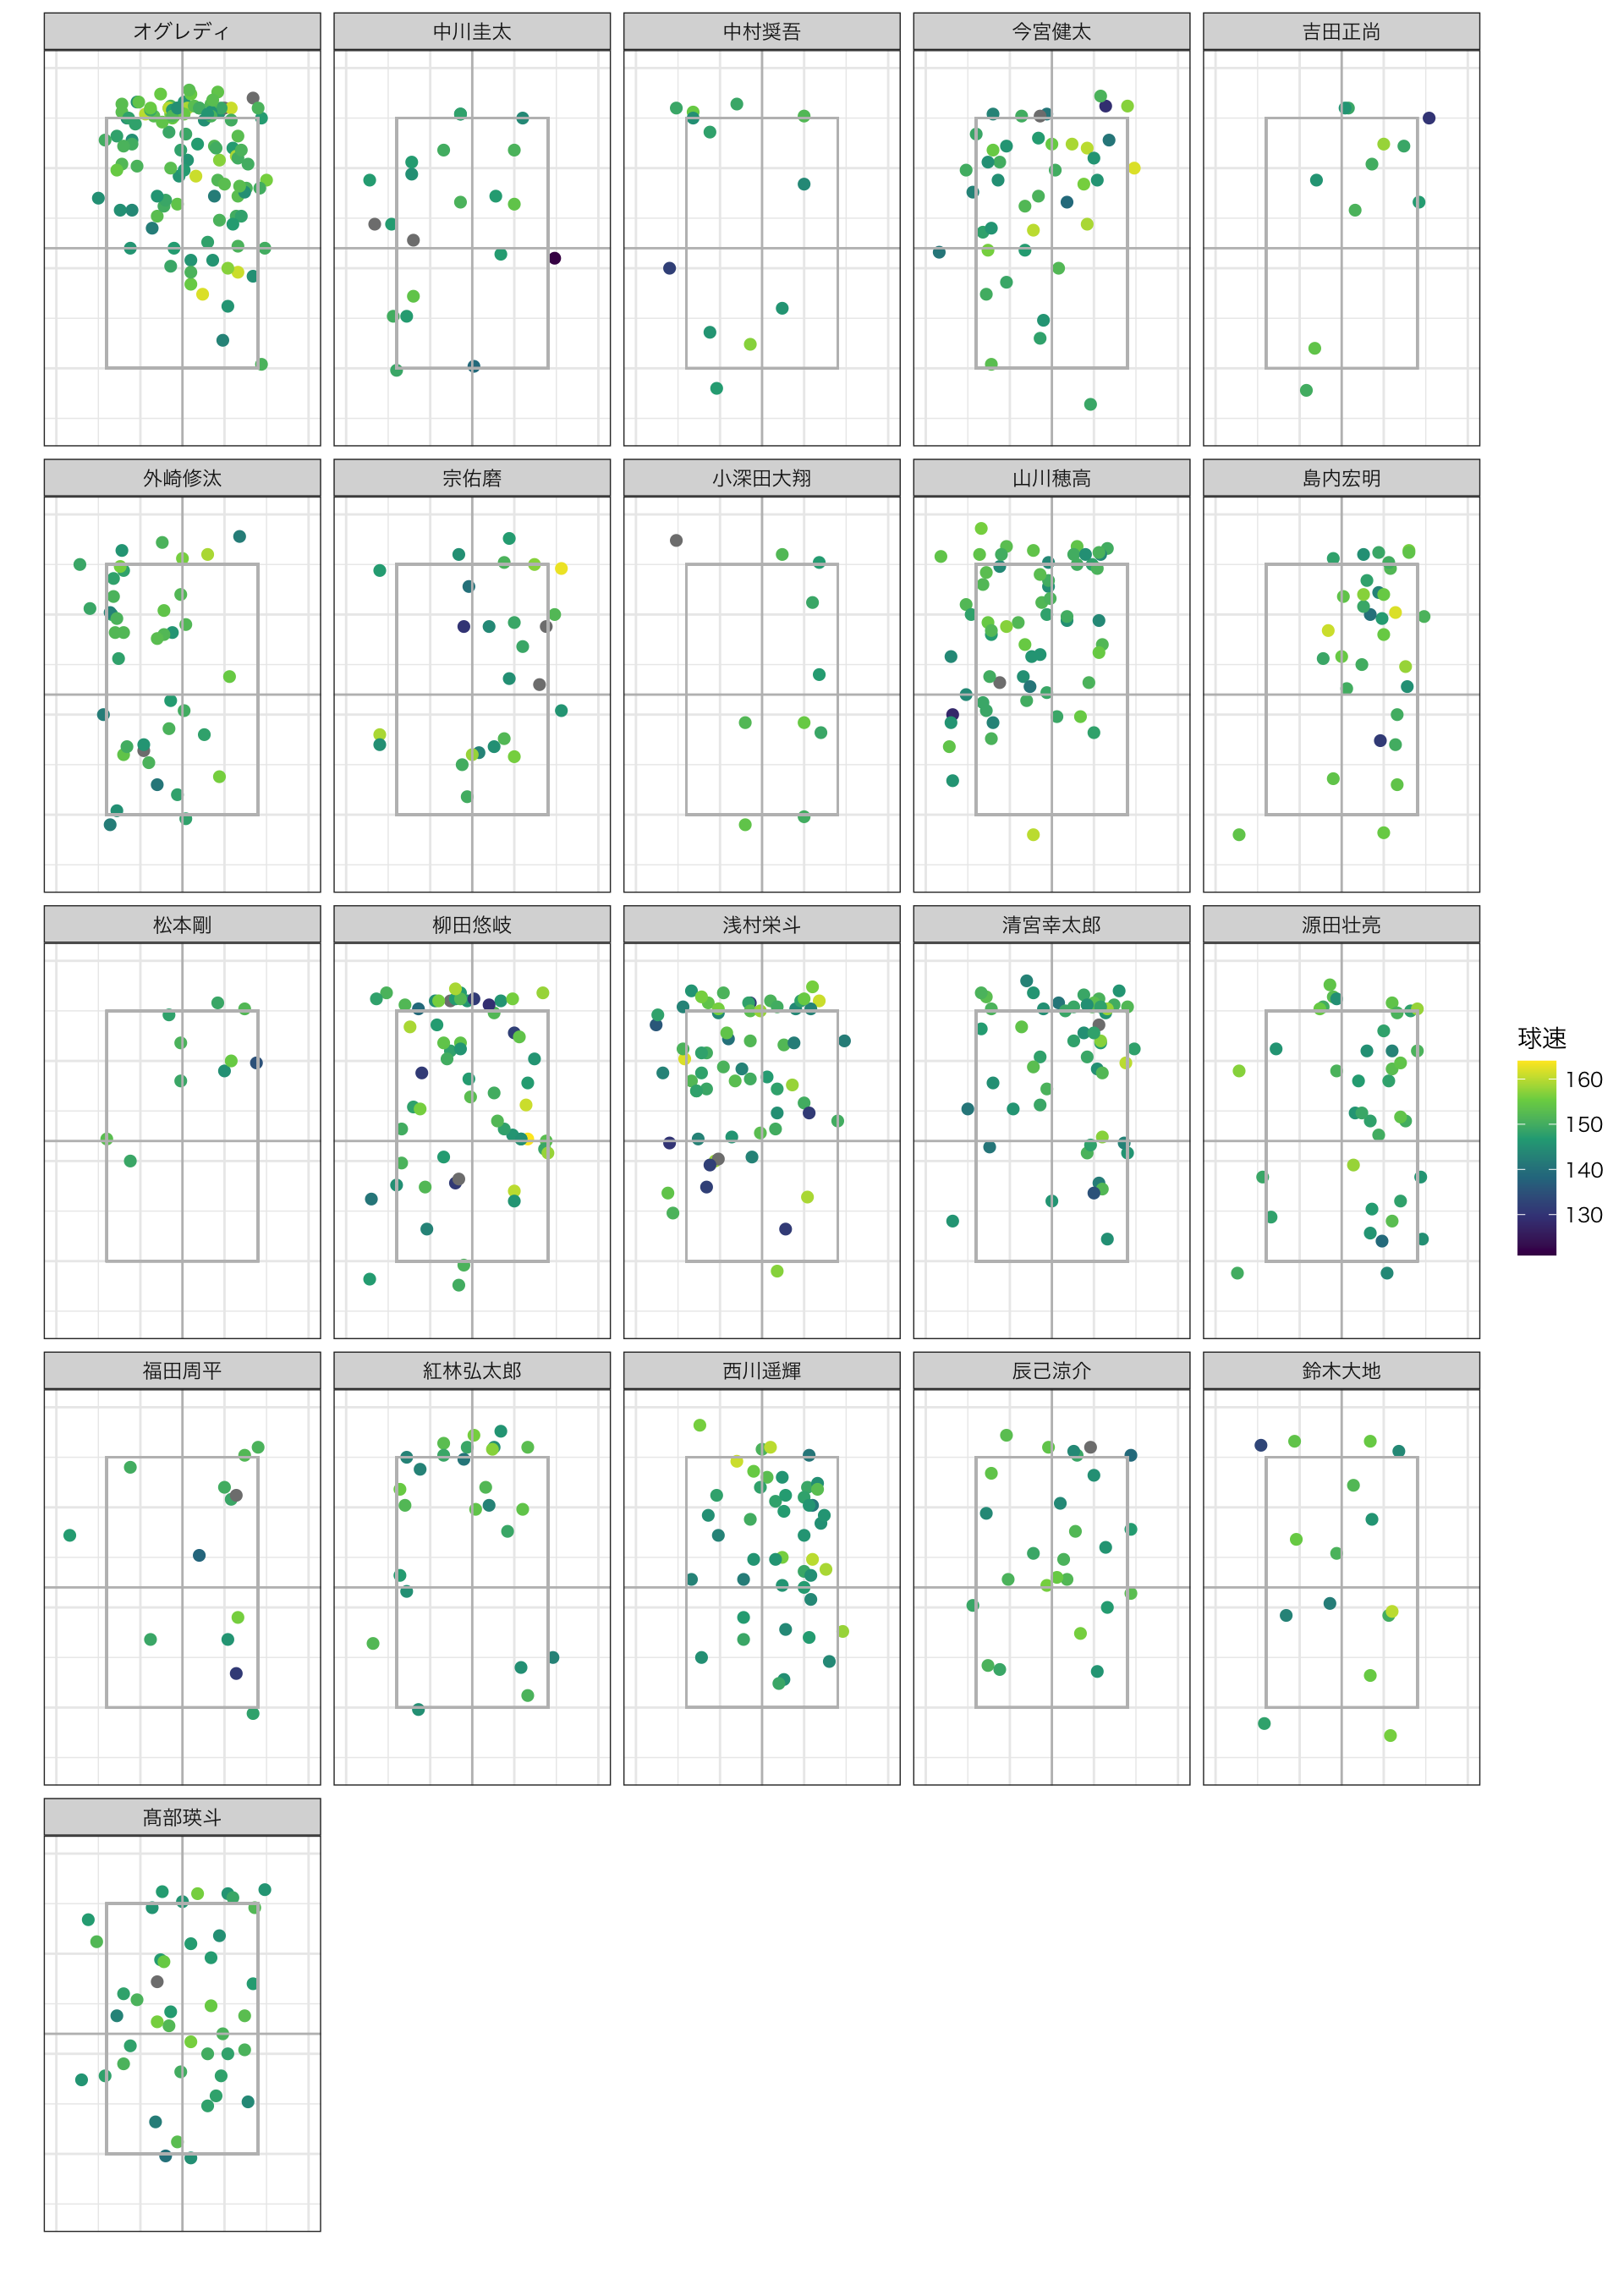 オグレディ
中川圭太
中村奨吾
今宮健太
吉田正尚
外崎修汰
宗佑磨
小深田大翔
山川穂高
島内宏明
松本剛
柳田悠岐
浅村栄斗
清宮幸太郎
源田壮亮
球速
160
150
140
130
福田周平
紅林弘太郎
西川遥輝
辰己涼介
鈴木大地
髙部瑛斗